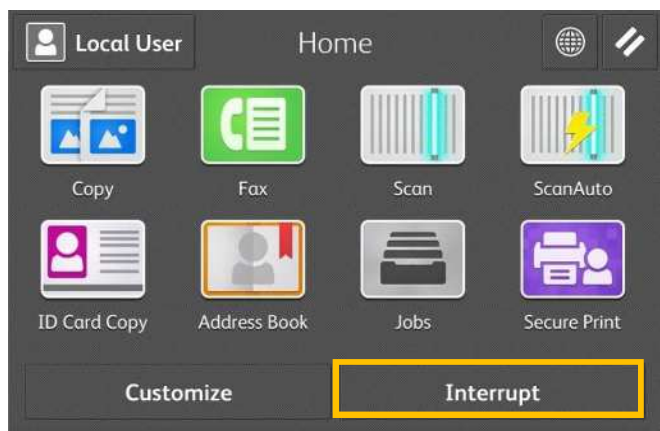 Local User Home
Copy Fax Scan ScanAuto
ID Card Copy Address Book Jobs Secure Print
Customize Interrupt